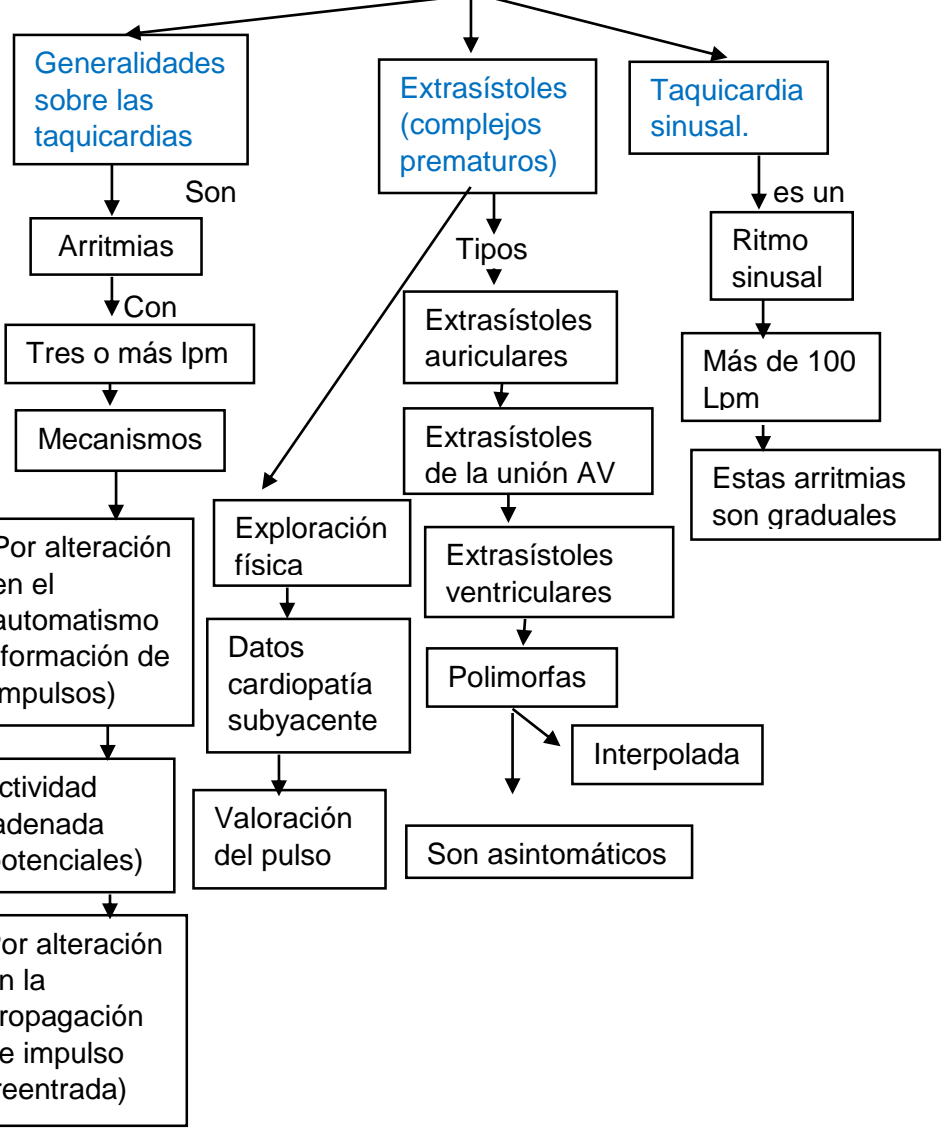 Generalidades
sobre las
taquicardias
Son
Arritmias
Con
Tres o más lpm
Mecanismos
Por alteración
en el
automatismo
formación de
mpulsos)
ctividad
adenada
potenciales)
Por alteración
n la
ropagación
e impulso
reentrada)
Extrasístoles
(complejos
prematuros)
Tipos
Extrasístoles
auriculares
Extrasístoles
de la unión AV
Extrasístoles
ventriculares
Polimorfas
Interpolada
Son asintomáticos
Exploración
física
Datos
cardiopatía
subyacente
Valoración
del pulso
Taquicardia
sinusal.
es un
Ritmo
sinusal
Más de 100
Lpm
Estas arritmias
son graduales